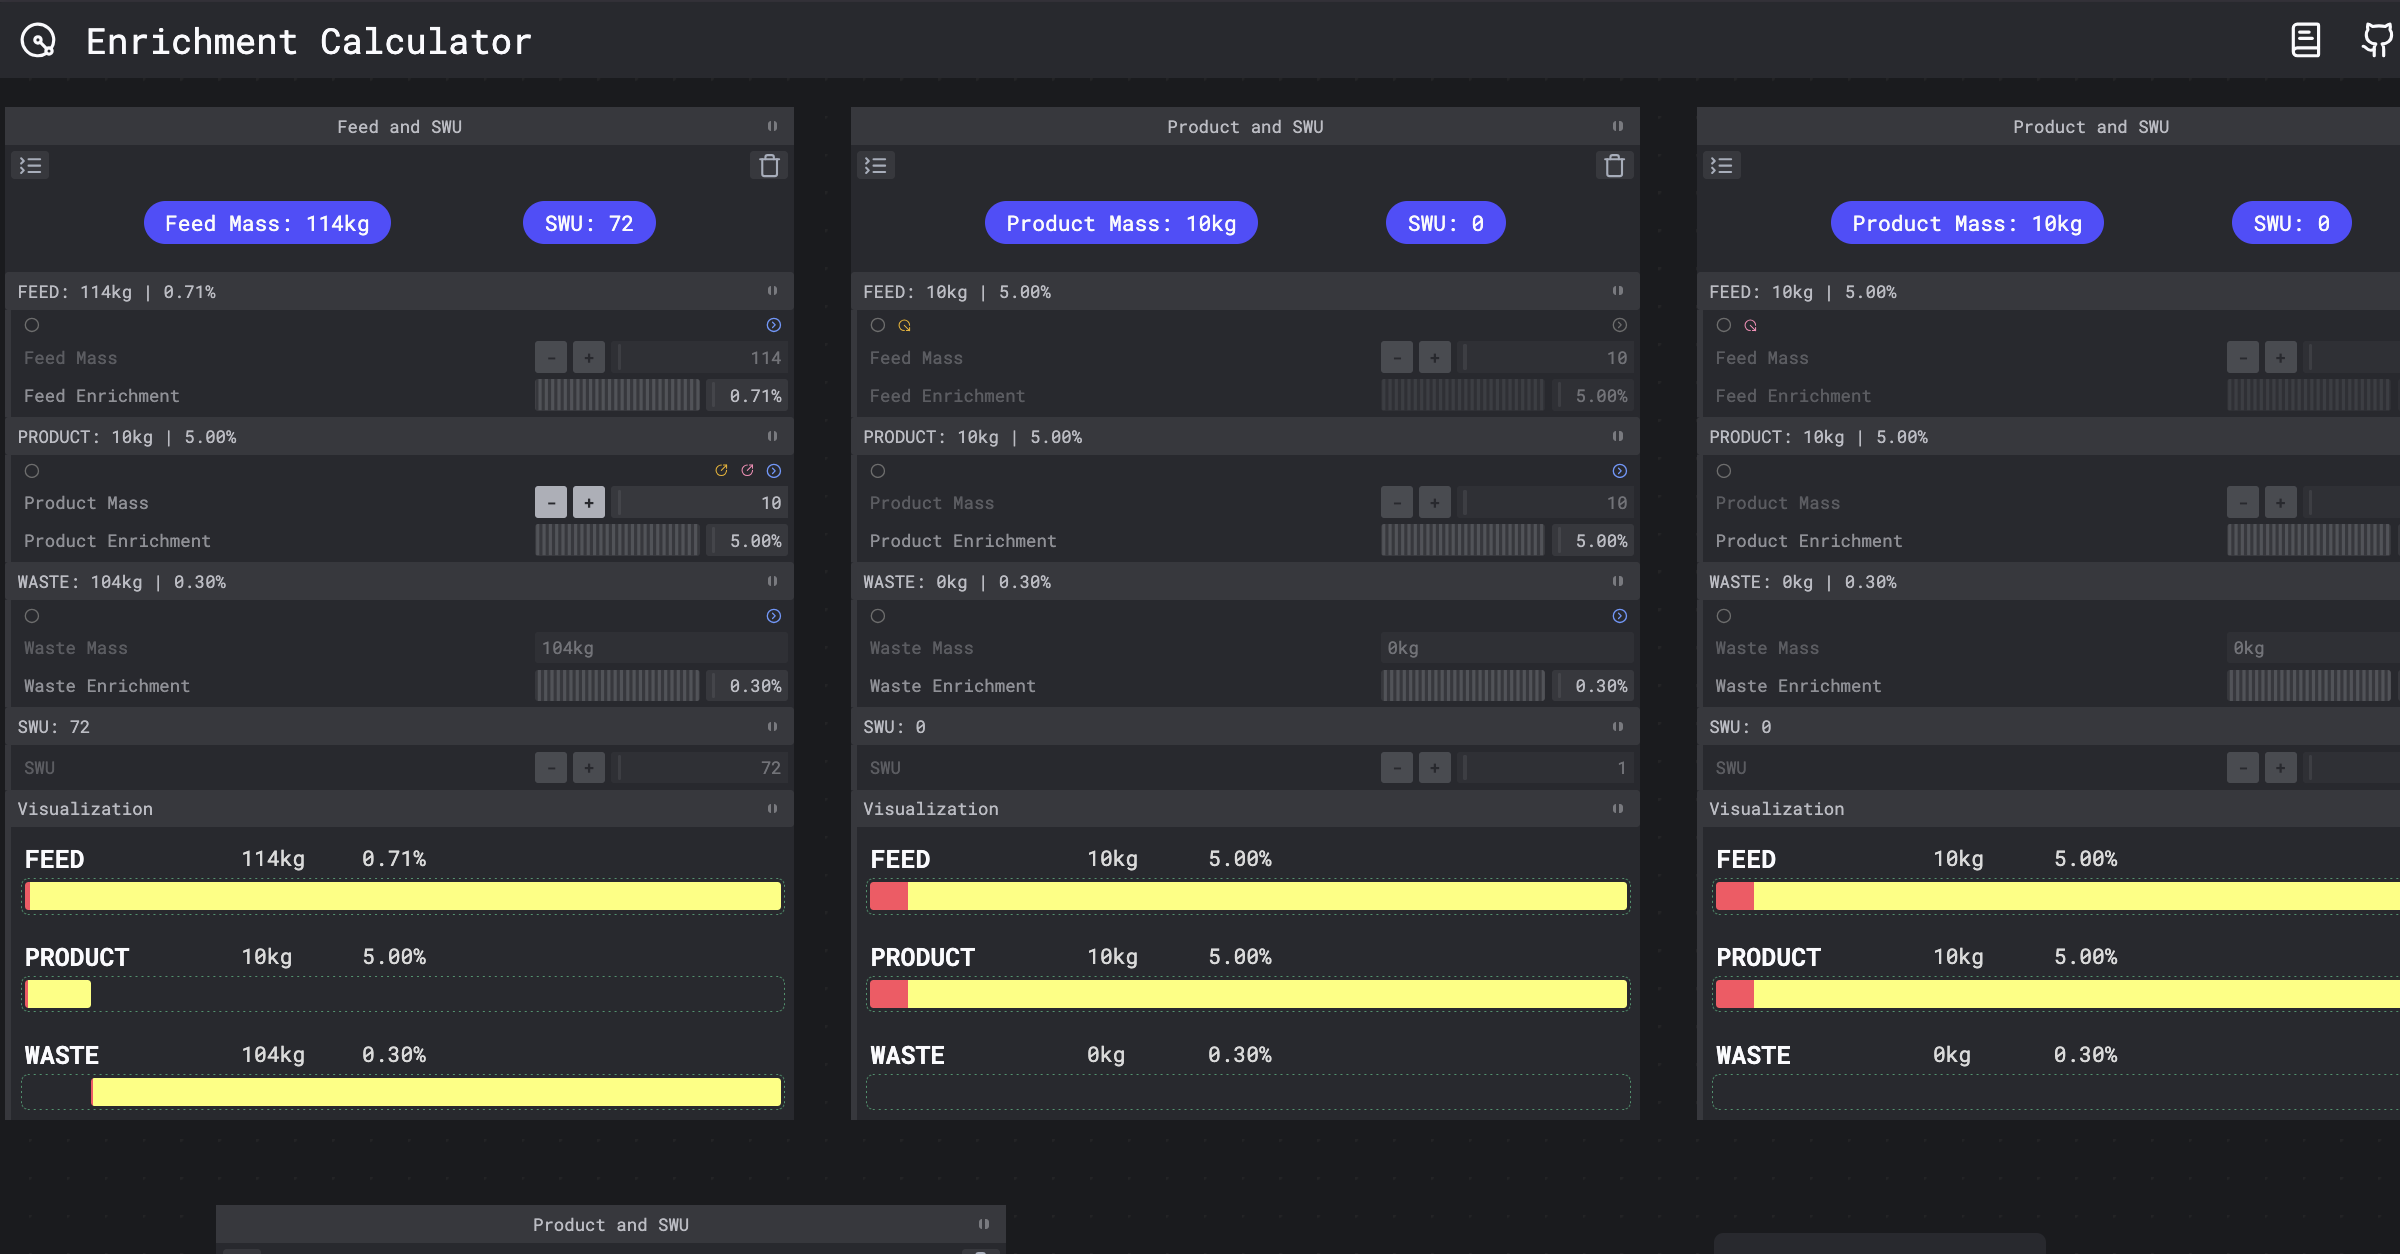 Enrichment Calculator
Feed and SWU
Feed Mass: 114kg SWU: 72
FEED: 114kg | 0.71%
Feed Mass - + 114
Feed Enrichment 0.71%
PRODUCT: 10kg | 5.00%
Product Mass - + 10
Product Enrichment 5.00%
WASTE: 104kg | 0.30%
Waste Mass 104kg
Waste Enrichment 0.30%
SWU: 72
SWU - + 72
Visualization
FEED 114kg 0.71%
PRODUCT 10kg 5.00%
WASTE 104kg 0.30%
Product and SWU
Product Mass: 10kg SWU: 0
FEED: 10kg | 5.00%
Feed Mass - + 10
Feed Enrichment 5.00%
PRODUCT: 10kg | 5.00%
Product Mass - + 10
Product Enrichment 5.00%
WASTE: 0kg | 0.30%
Waste Mass 0kg
Waste Enrichment 0.30%
SWU: 0
SWU - + 1
Visualization
FEED 10kg 5.00%
PRODUCT 10kg 5.00%
WASTE 0kg 0.30%
Product and SWU
Product Mass: 10kg SWU: 0
FEED: 10kg | 5.00%
Feed Mass - +
Feed Enrichment
PRODUCT: 10kg | 5.00%
Product Mass - +
Product Enrichment
WASTE: 0kg | 0.30%
Waste Mass 0kg
Waste Enrichment
SWU: 0
SWU - +
Visualization
FEED 10kg 5.00%
PRODUCT 10kg 5.00%
WASTE 0kg 0.30%
Product and SWU